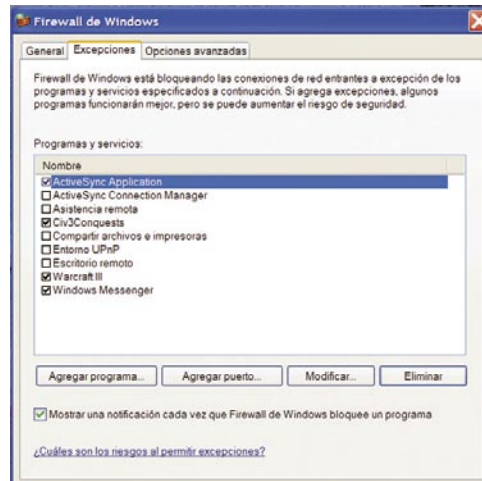 Firewall de Windows
General Excepciones Opciones avanzadas
Firewall de Windows está bloqueando las conexiones de red entrantes a excepción de los
programas y servicios especificados a continuación. Si agrega excepciones, algunos
programas funcionarán mejor, pero se puede aumentar el riesgo de seguridad.
Programas y servicios:
Nombre
ActiveSync Application
ActiveSync Connection Manager
Asistencia remota
Civ3Conquests
Compartir archivos e impresoras
Entorno UPnP
Escritorio remoto
Warcraft III
Windows Messenger
Agregar programa... Agregar puerto... Modificar... Eliminar
Mostrar una notificación cada vez que Firewall de Windows bloquee un programa
¿Cuáles son los riesgos al permitir excepciones?